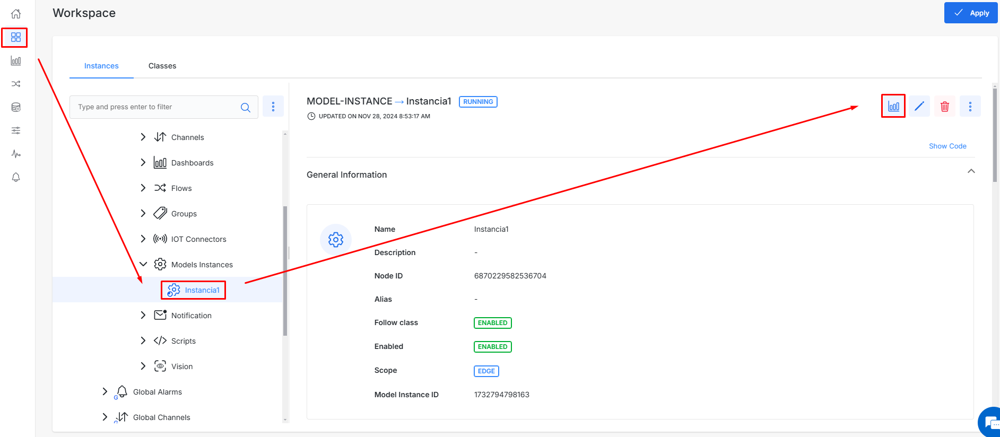 Workspace
Apply
Instances
Classes
Type and press enter to filter
Channels
Dashboards
Flows
Groups
IOT Connectors
Models Instances
Instancia1
Notification
Scripts
Vision
G
Global Alarms
G
Global Channels
MODEL-INSTANCE → Instancia1 RUNNING
UPDATED ON NOV 28, 2024 8:53:17 AM
Show Code
General Information
Name Instancia1
Description -
Node ID 6870229582536704
Alias -
Follow class ENABLED
Enabled ENABLED
Scope EDGE
Model Instance ID 1732794798163